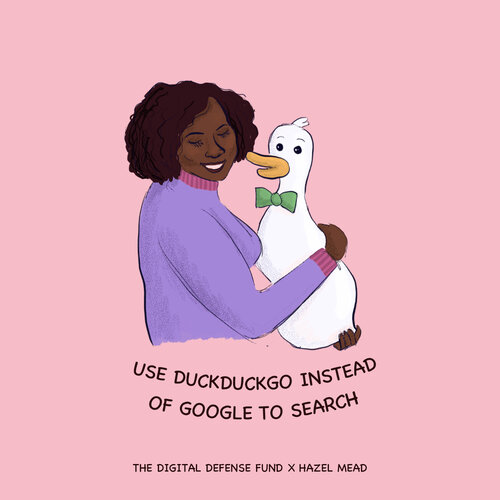 USE DUCKDUCKGO INSTEAD
OF GOOGLE TO SEARCH
THE DIGITAL DEFENSE FUND X HAZEL MEAD